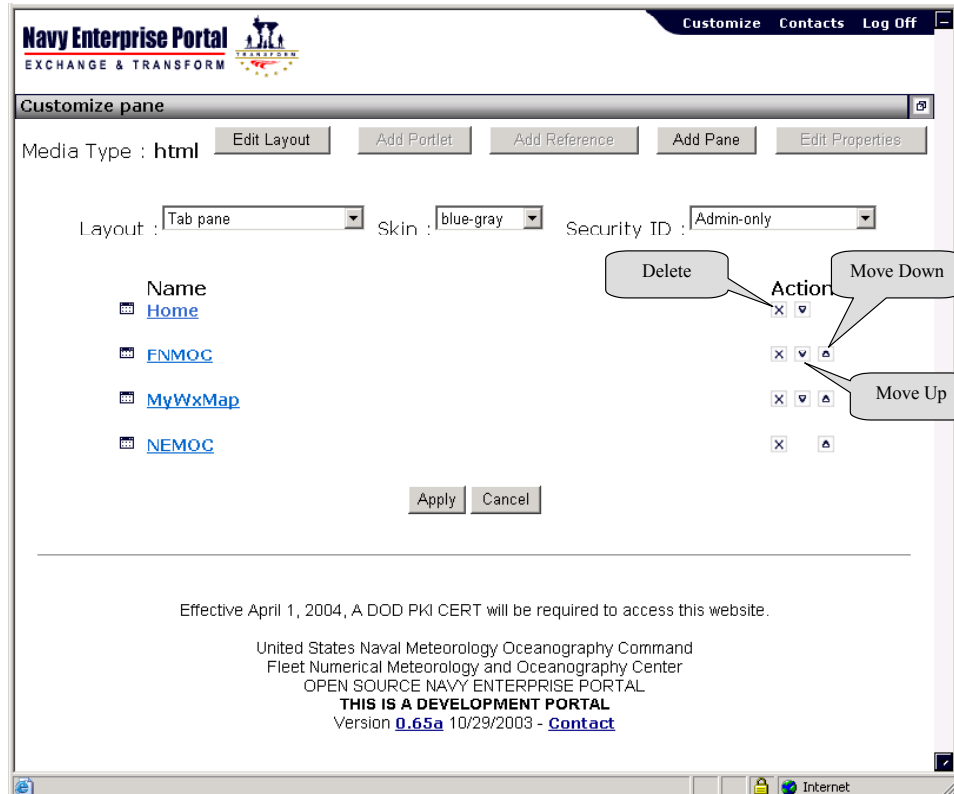 Customize Contacts Log Off
Navy Enterprise Portal
EXCHANGE & TRANSFORM
TRANSFORM
Customize pane
Media Type : html Edit Layout Add Portlet Add Reference Add Pane Edit Properties
Layout : Tab pane Skin : blue-gray Security ID : Admin-only
Delete Move Down
Name Action
Home
FNMOC
Move Up
MyWxMap
NEMOC
Apply Cancel
Effective April 1, 2004, A DOD PKI CERT will be required to access this website.
United States Naval Meteorology Oceanography Command
Fleet Numerical Meteorology and Oceanography Center
OPEN SOURCE NAVY ENTERPRISE PORTAL
THIS IS A DEVELOPMENT PORTAL
Version 0.65a 10/29/2003 - Contact
Internet